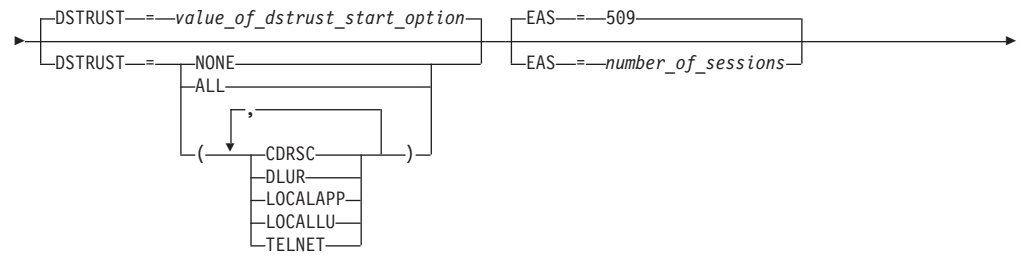 DSTRUST = value_of_dstrust_start_option EAS = 509
DSTRUST = NONE EAS = number_of_sessions
ALL
,
( CDRSC )
DLUR
LOCALAPP
LOCALLU
TELNET